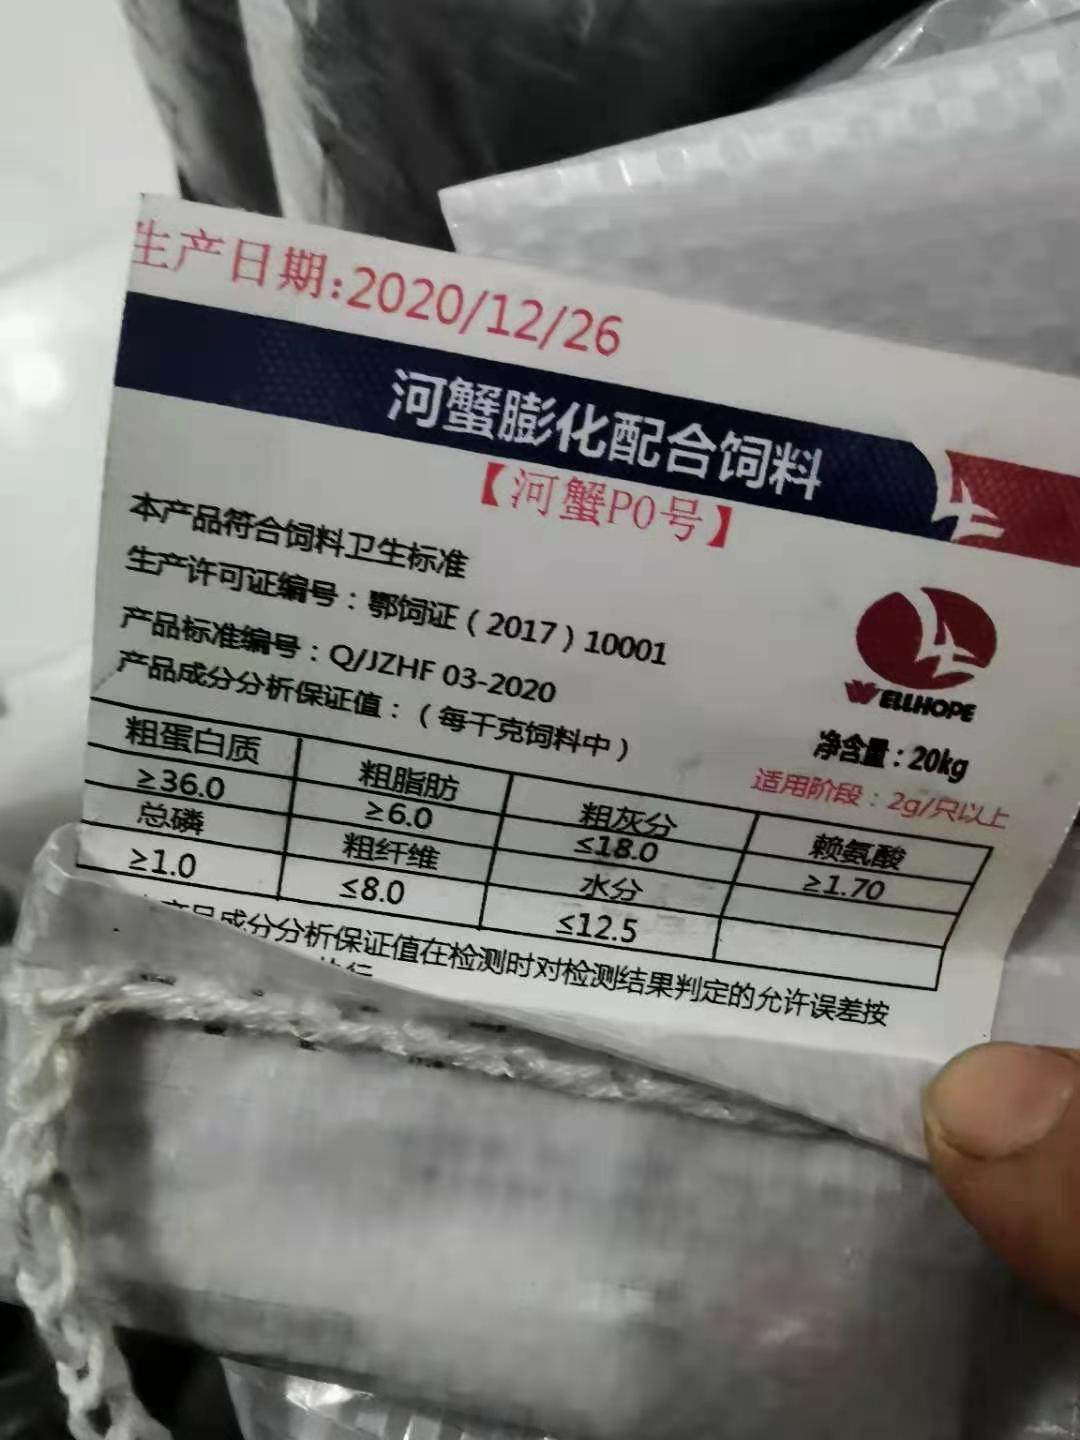 生产日期:2020/12/26
河蟹膨化配合饲料
【河蟹P0号】
本产品符合饲料卫生标准
生产许可证编号：鄂饲证（2017）10001
产品标准编号：Q/JZHF 03-2020
产品成分分析保证值：（每千克饲料中）
WELLHOPE
净含量：20kg
适用阶段：2g/只以上
粗蛋白质 粗脂肪 粗灰分 赖氨酸
≥36.0 ≥6.0 ≤18.0 ≥1.70
总磷 粗纤维 水分
≥1.0 ≤8.0 ≤12.5
产品成分分析保证值在检测时对检测结果判定的允许误差按